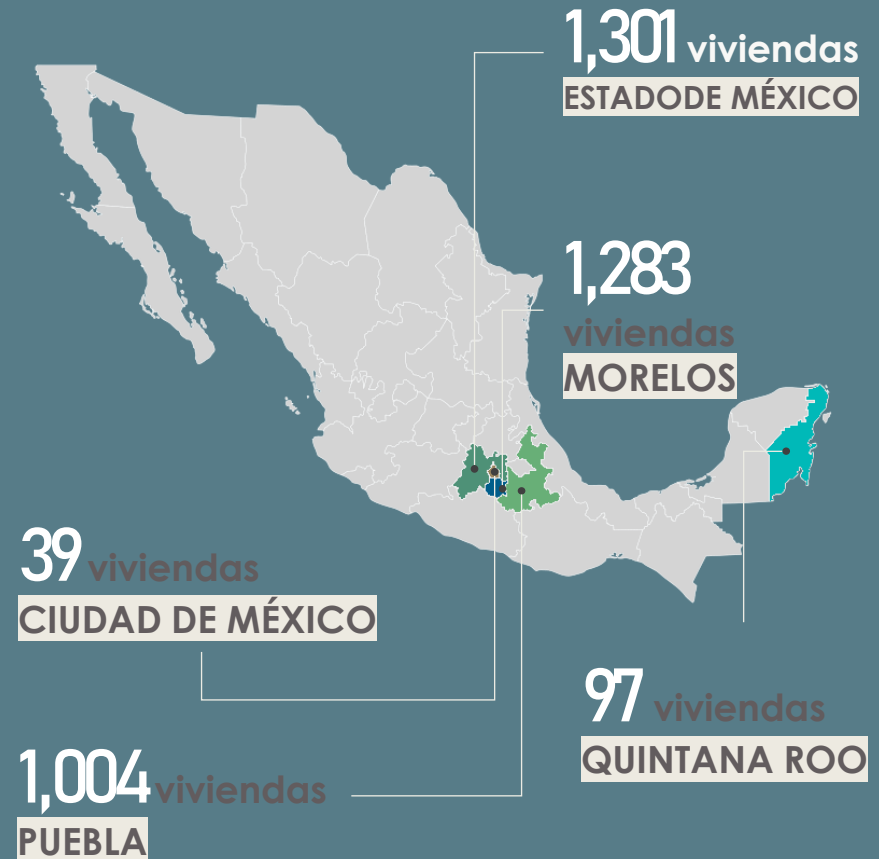 1,301 viviendas
ESTADODE MÉXICO
1,283
viviendas
MORELOS
39 viviendas
CIUDAD DE MÉXICO
97 viviendas
QUINTANA ROO
1,004 viviendas
PUEBLA